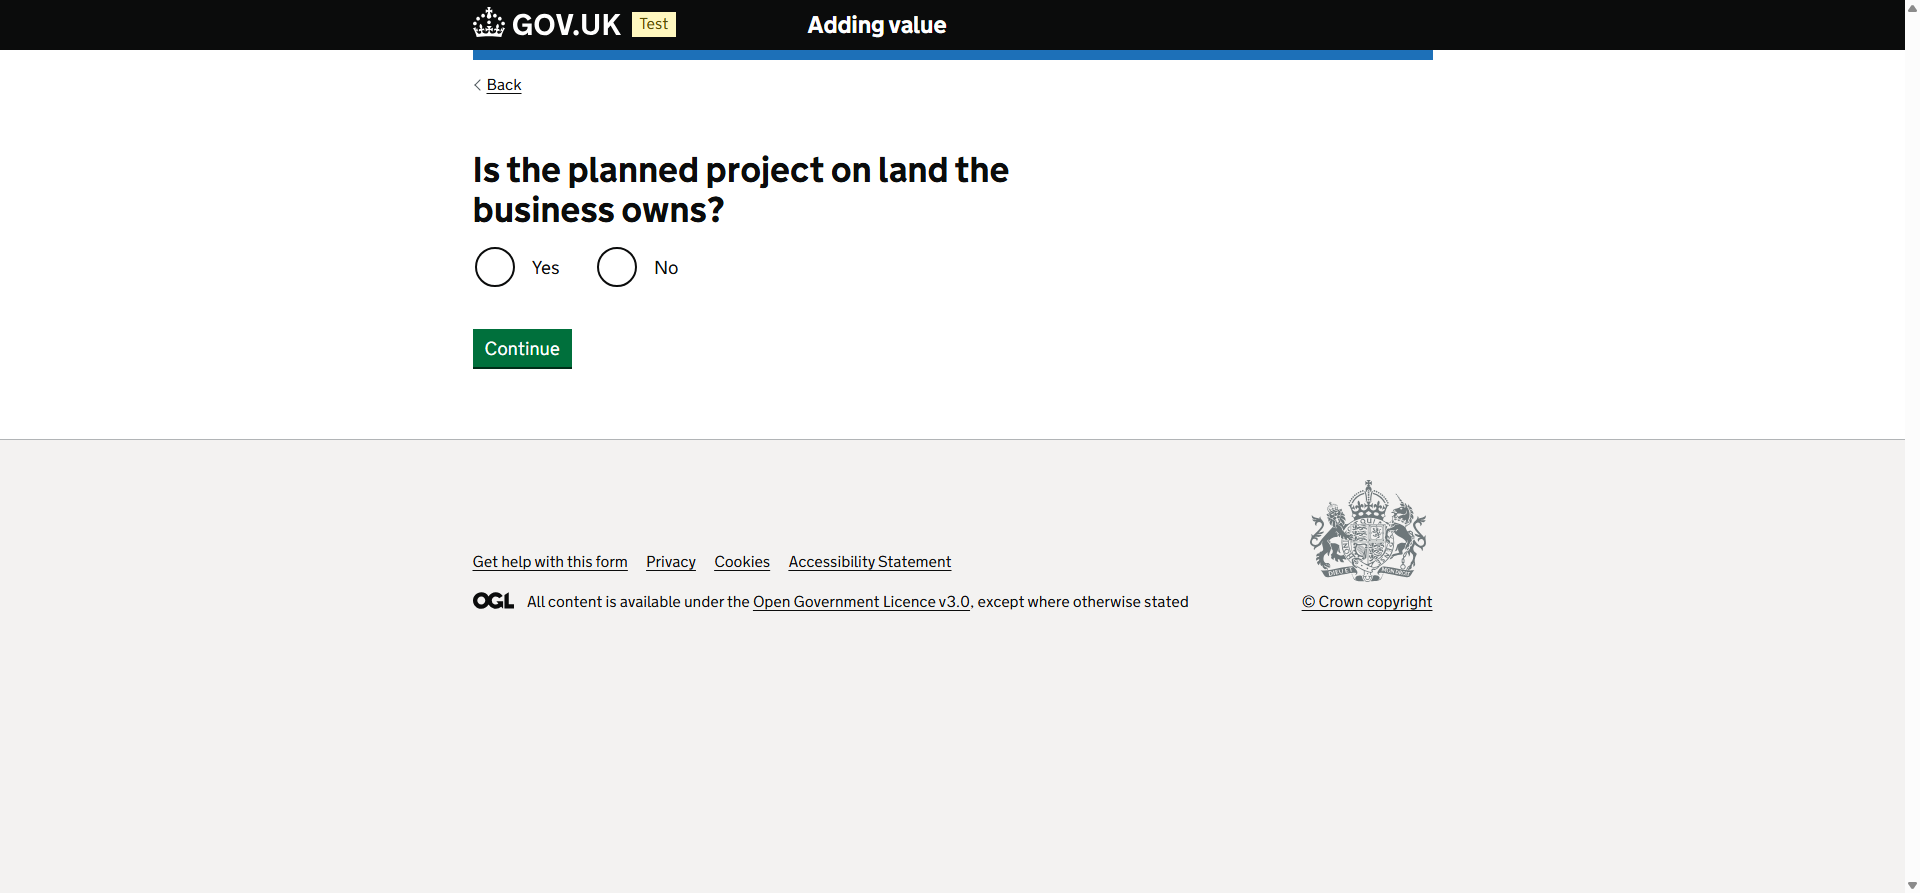 GOV.UK Test Adding value
Back
Is the planned project on land the
business owns?
Yes No
Continue
Get help with this form Privacy Cookies Accessibility Statement
OGL All content is available under the Open Government Licence v3.0, except where otherwise stated
© Crown copyright